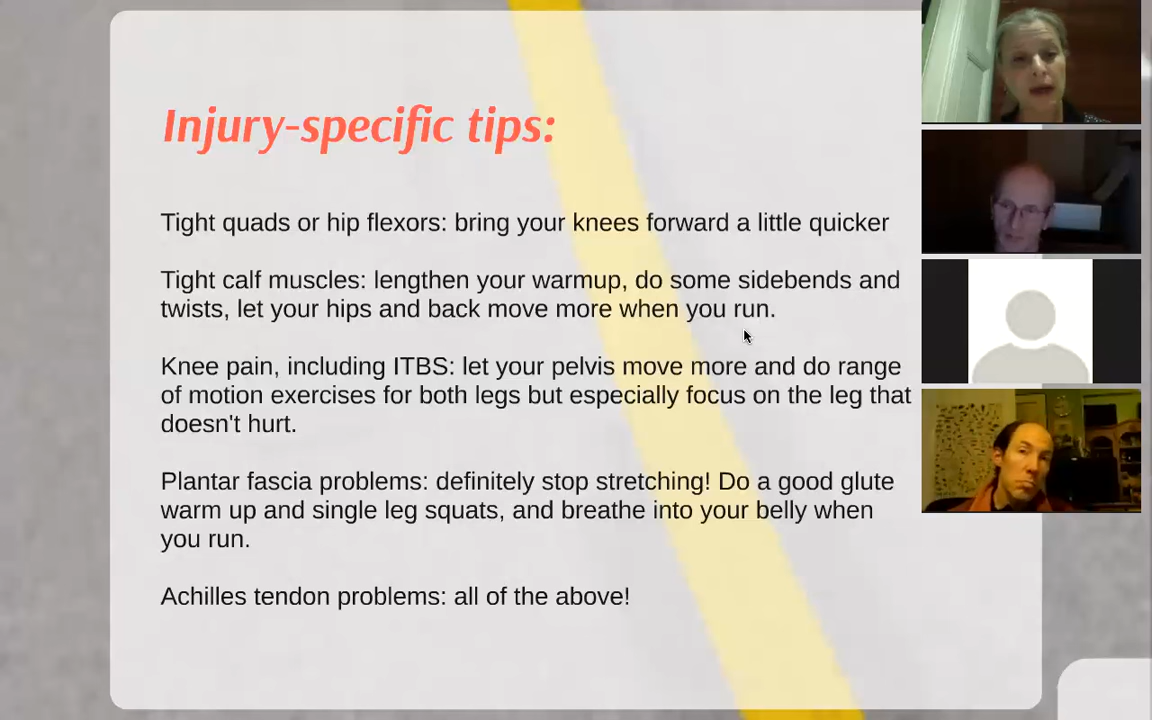 Injury-specific tips:
Tight quads or hip flexors: bring your knees forward a little quicker
Tight calf muscles: lengthen your warmup, do some sidebends and
twists, let your hips and back move more when you run.
Knee pain, including ITBS: let your pelvis move more and do range
of motion exercises for both legs but especially focus on the leg that
doesn't hurt.
Plantar fascia problems: definitely stop stretching! Do a good glute
warm up and single leg squats, and breathe into your belly when
you run.
Achilles tendon problems: all of the above!